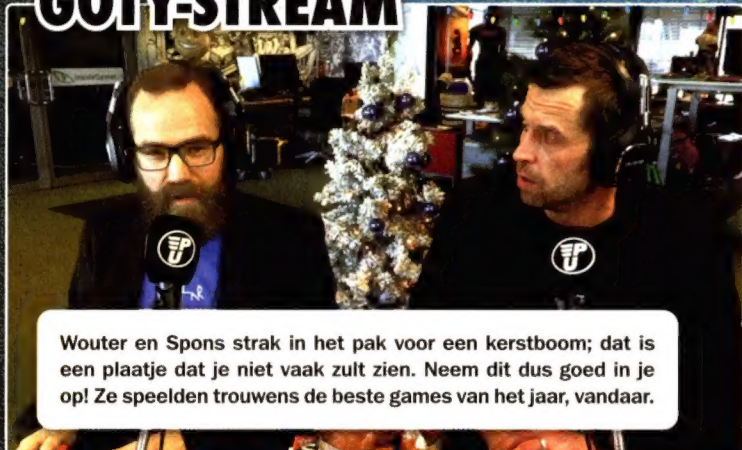 GOTY-STREAM
PU
PU
Wouter en Spons strak in het pak voor een kerstboom; dat is
een plaatje dat je niet vaak zult zien. Neem dit dus goed in je
op! Ze speelden trouwens de beste games van het jaar, vandaar.